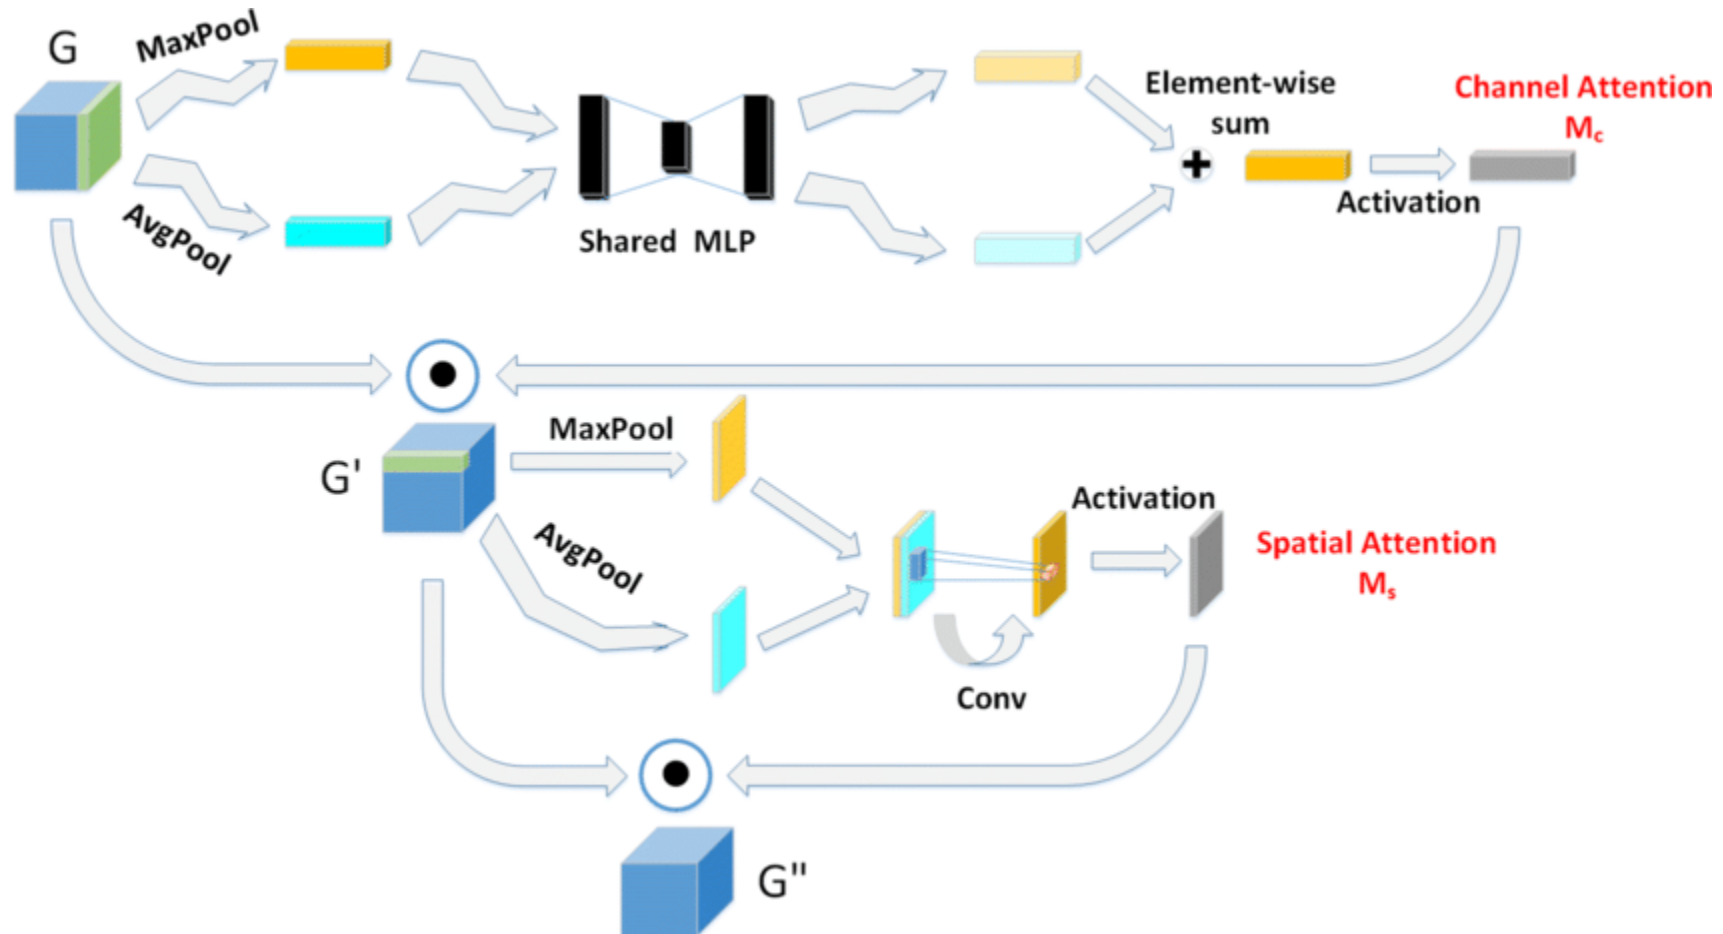 G
MaxPool
AvgPool
Shared MLP
Element-wise
sum
Activation
Channel Attention
Mc
G'
MaxPool
AvgPool
Conv
Activation
Spatial Attention
Ms
G"